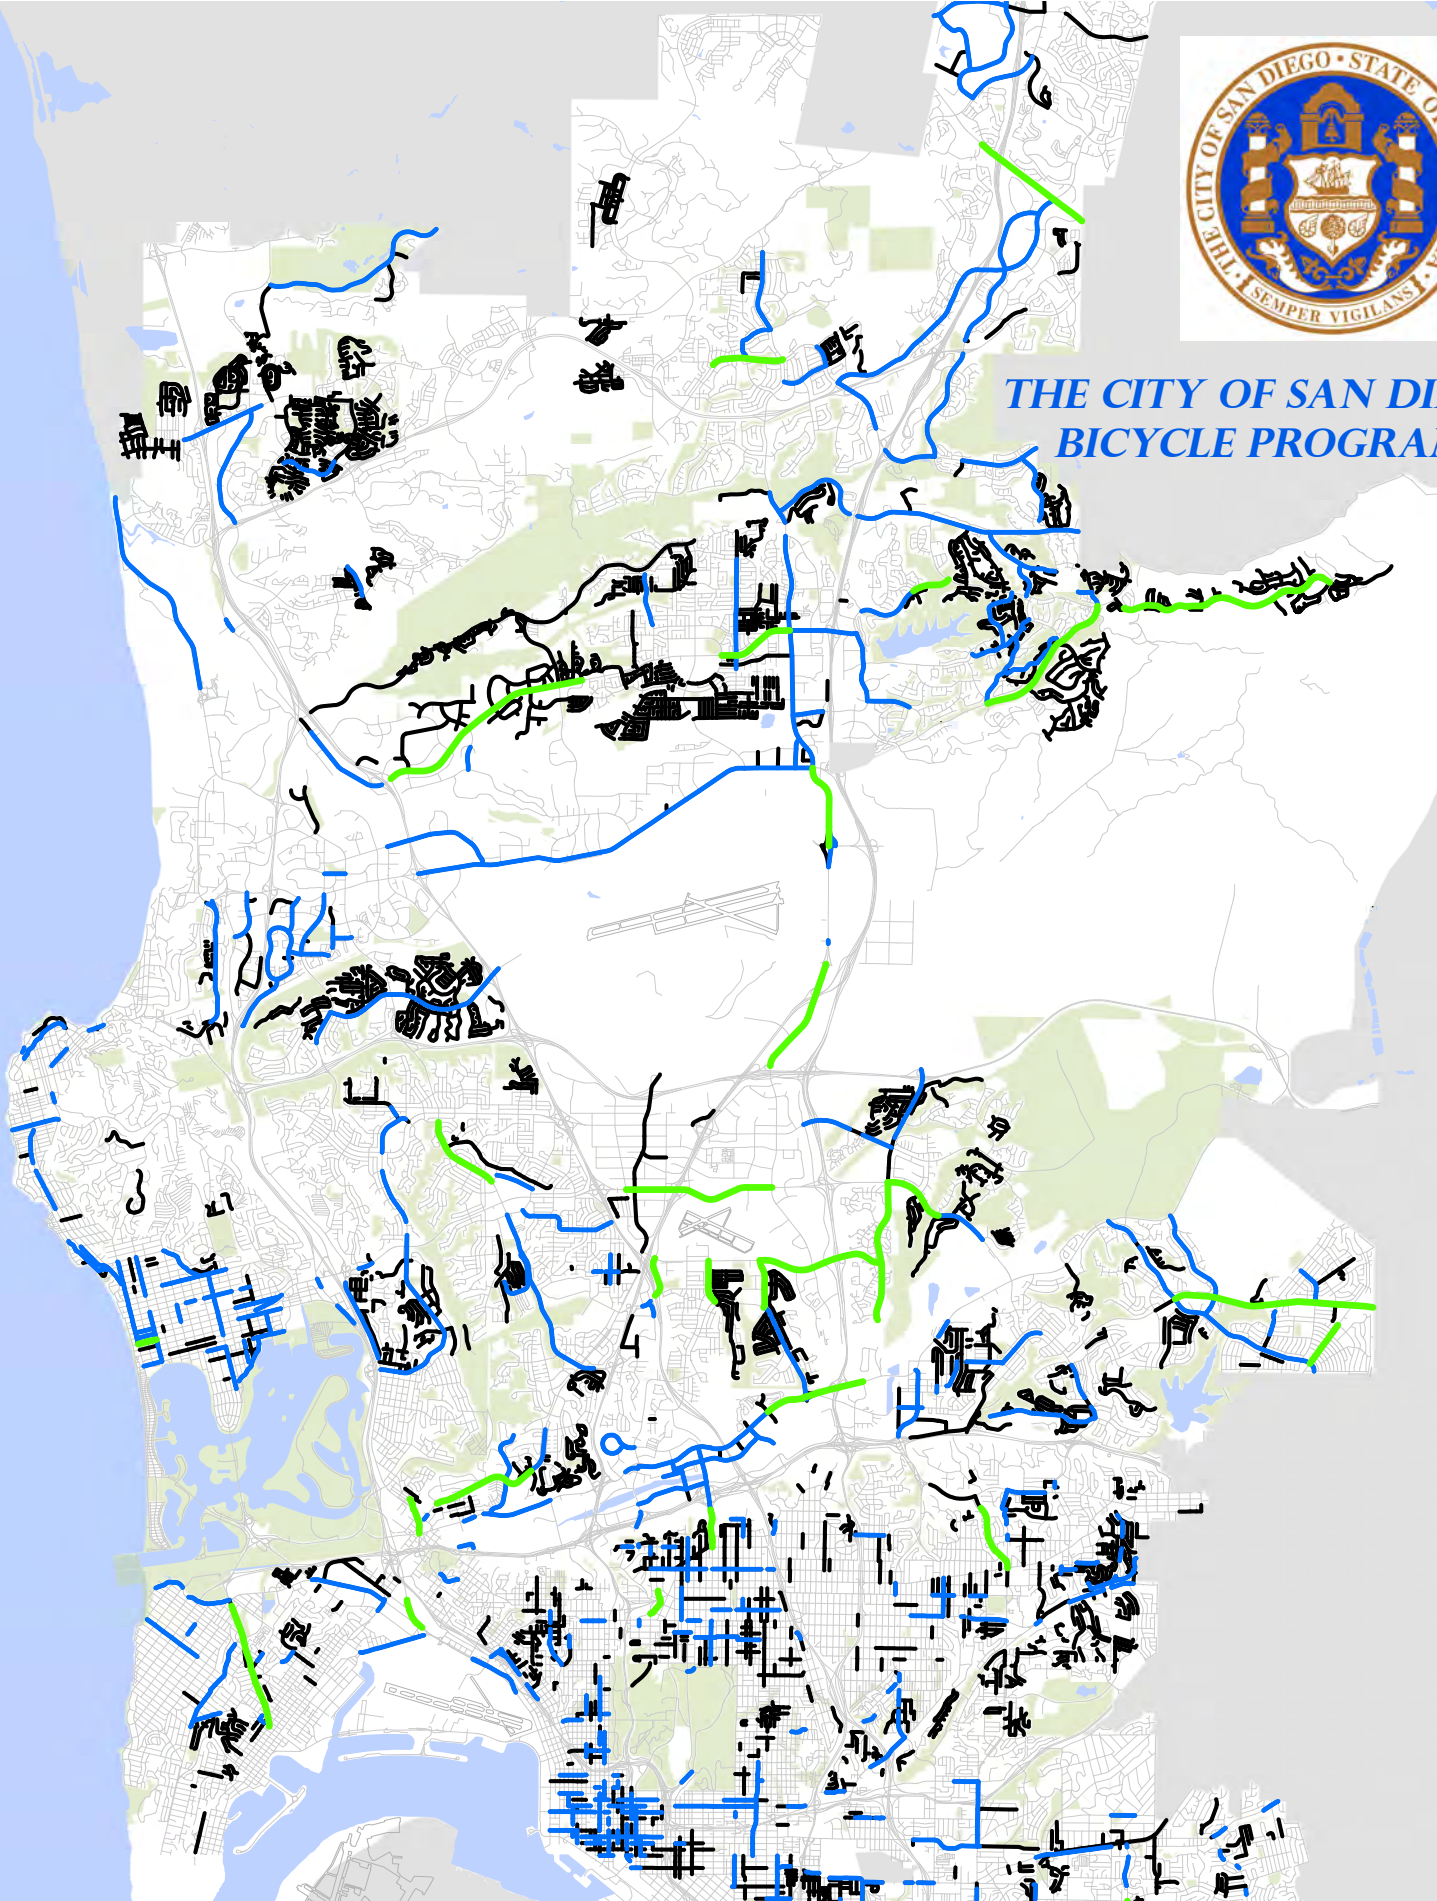 THE CITY OF SAN DIEGO • STATE O
SEMPER VIGILANS
THE CITY OF SAN DI
BICYCLE PROGRA